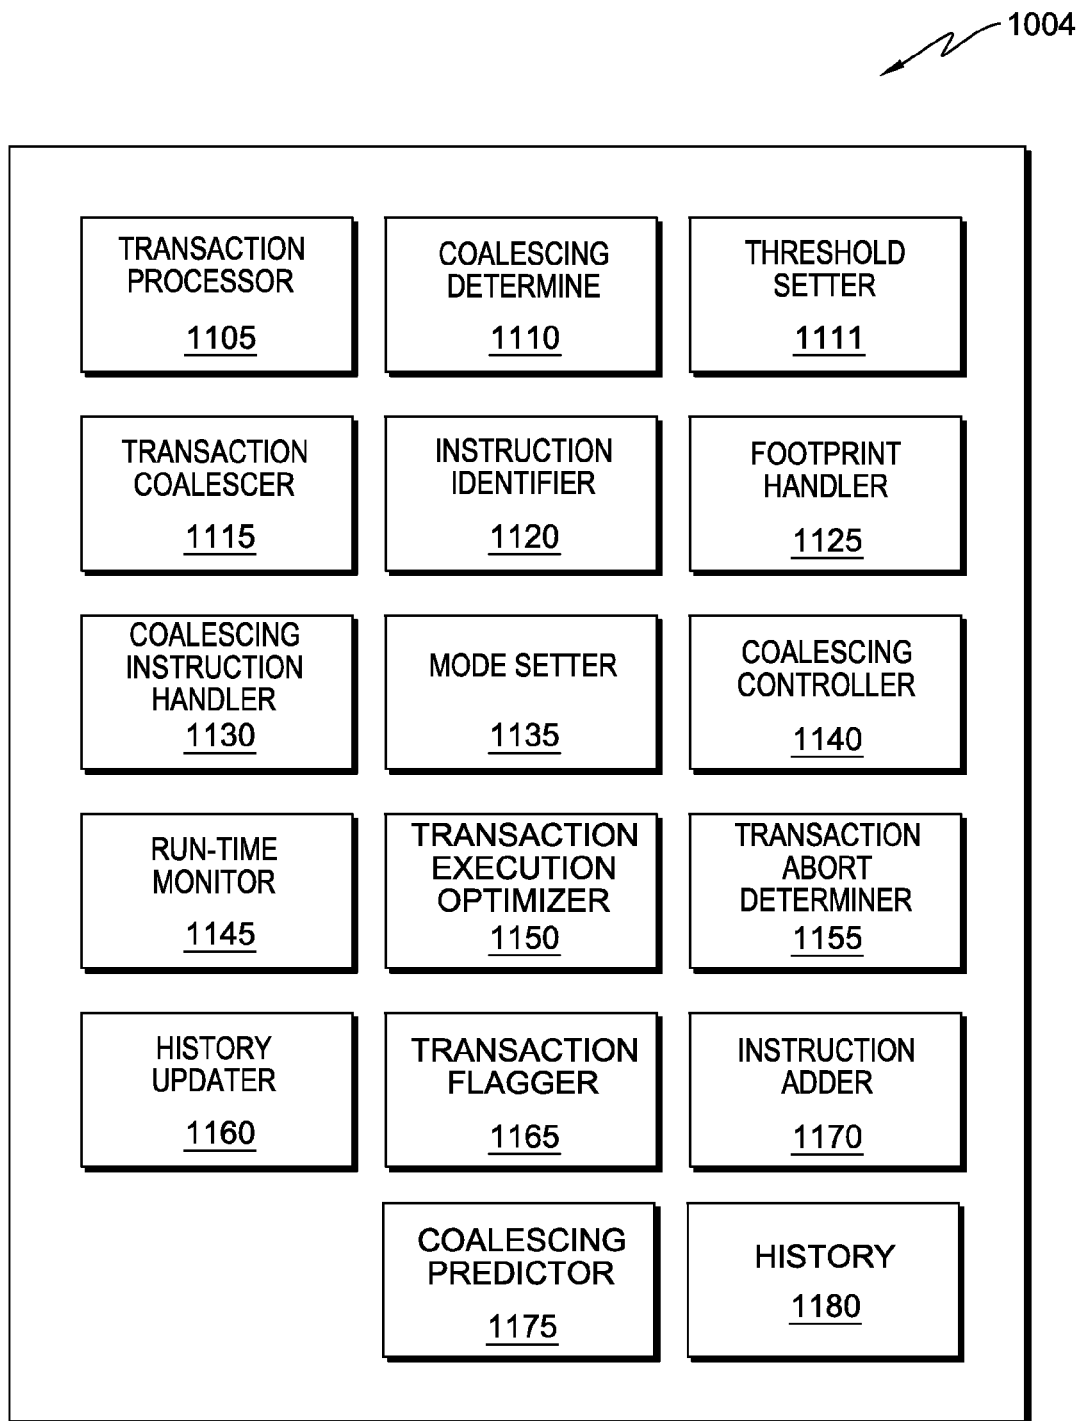 1004
TRANSACTION
PROCESSOR
1105
COALESCING
DETERMINE
1110
THRESHOLD
SETTER
1111
TRANSACTION
COALESCER
1115
INSTRUCTION
IDENTIFIER
1120
FOOTPRINT
HANDLER
1125
COALESCING
INSTRUCTION
HANDLER
1130
MODE SETTER
1135
COALESCING
CONTROLLER
1140
RUN-TIME
MONITOR
1145
TRANSACTION
EXECUTION
OPTIMIZER
1150
TRANSACTION
ABORT
DETERMINER
1155
HISTORY
UPDATER
1160
TRANSACTION
FLAGGER
1165
INSTRUCTION
ADDER
1170
COALESCING
PREDICTOR
1175
HISTORY
1180